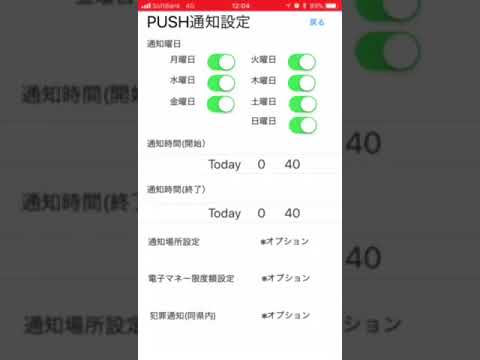 SoftBank 4G 12:04 89%
PUSH通知設定 戻る
通知曜日
月曜日 火曜日
水曜日 木曜日
金曜日 土曜日
日曜日
通知時間(開始)
Today 0 40
通知時間(終了)
Today 0 40
通知場所設定 *オプション
電子マネー限度額設定 *オプション
犯罪通知(同県内) *オプション
金曜日
通知時間(開始
40
通知時間(終了)
40
通知場所設定 オプション